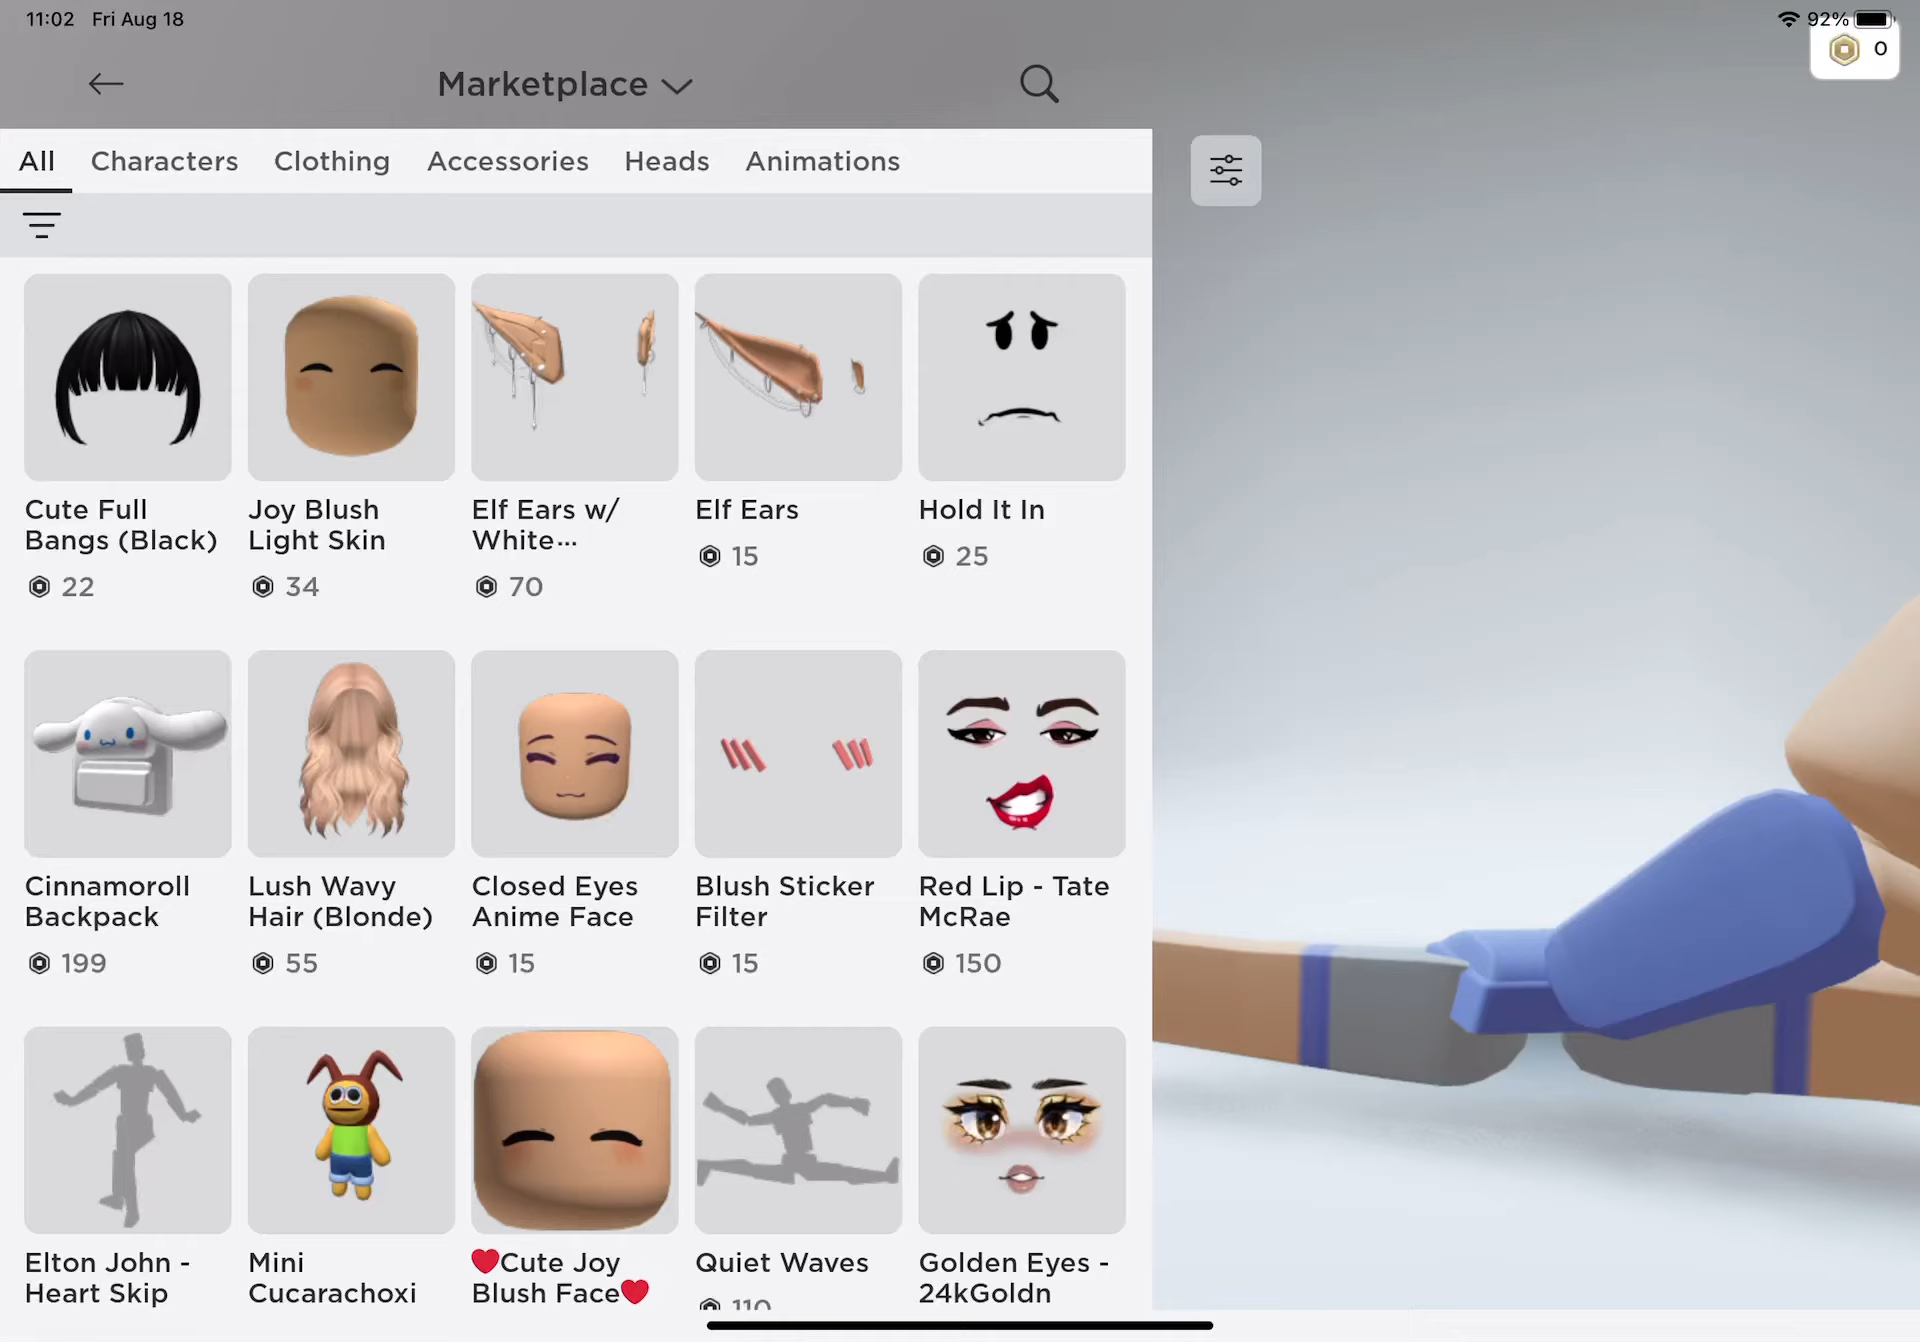 11:02 Fri Aug 18
92%
0
Marketplace
All Characters Clothing Accessories Heads Animations
Cute Full
Bangs (Black)
22
Joy Blush
Light Skin
34
Elf Ears w/
White...
70
Elf Ears
15
Hold It In
25
Cinnamoroll
Backpack
199
Lush Wavy
Hair (Blonde)
55
Closed Eyes
Anime Face
15
Blush Sticker
Filter
15
Red Lip - Tate
McRae
150
Elton John -
Heart Skip
Mini
Cucarachoxi
❤️Cute Joy
Blush Face❤️
Quiet Waves
110
Golden Eyes -
24kGoldn